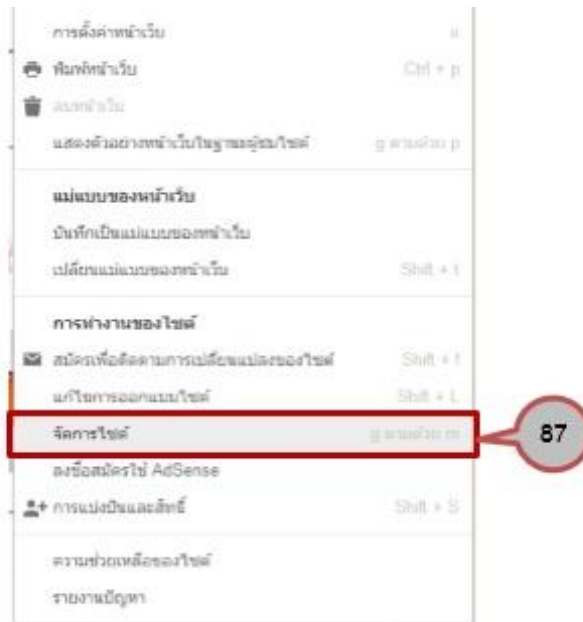 การตั้งค่าหน้าเว็บ u
พิมพ์หน้าเว็บ Ctrl + p
ลบหน้าเว็บ
แสดงตัวอย่างหน้าเว็บในฐานะผู้ชมไซต์ g ตามด้วย p
แม่แบบของหน้าเว็บ
บันทึกเป็นแม่แบบของหน้าเว็บ
เปลี่ยนแม่แบบของหน้าเว็บ Shift + t
การทำงานของไซต์
สมัครเพื่อติดตามการเปลี่ยนแปลงของไซต์ Shift + f
แก้ไขการออกแบบไซต์ Shift + L
จัดการไซต์ g ตามด้วย m
87
ลงชื่อสมัครใช้ AdSense
การแบ่งปันและสิทธิ์ Shift + S
ความช่วยเหลือของไซต์
รายงานปัญหา